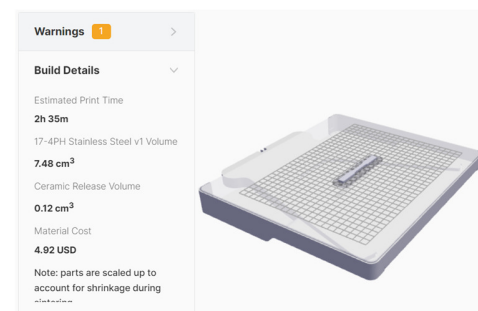 Warnings 1
Build Details
Estimated Print Time
2h 35m
17-4PH Stainless Steel v1 Volume
7.48 cm³
Ceramic Release Volume
0.12 cm³
Material Cost
4.92 USD
Note: parts are scaled up to
account for shrinkage during